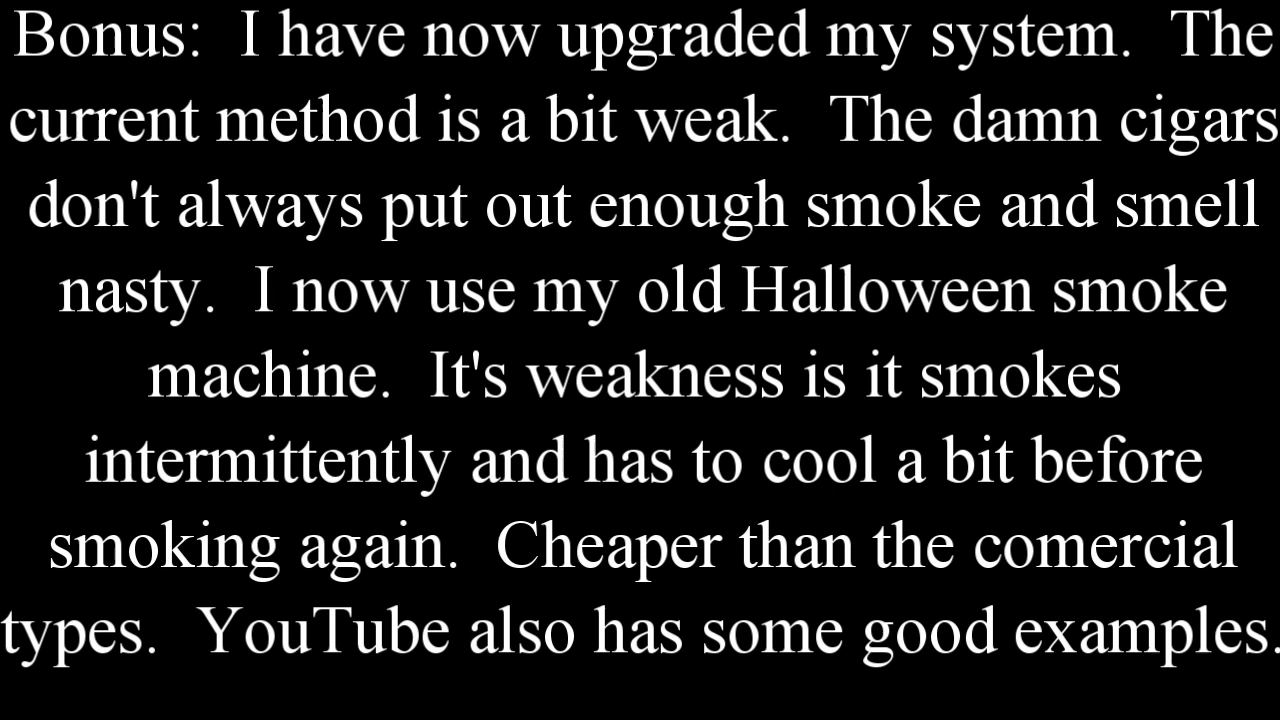 Bonus:  I have now upgraded my system.  The
current method is a bit weak.  The damn cigars
don't always put out enough smoke and smell
nasty.  I now use my old Halloween smoke
machine.  It's weakness is it smokes
intermittently and has to cool a bit before
smoking again.  Cheaper than the comercial
types.  YouTube also has some good examples.